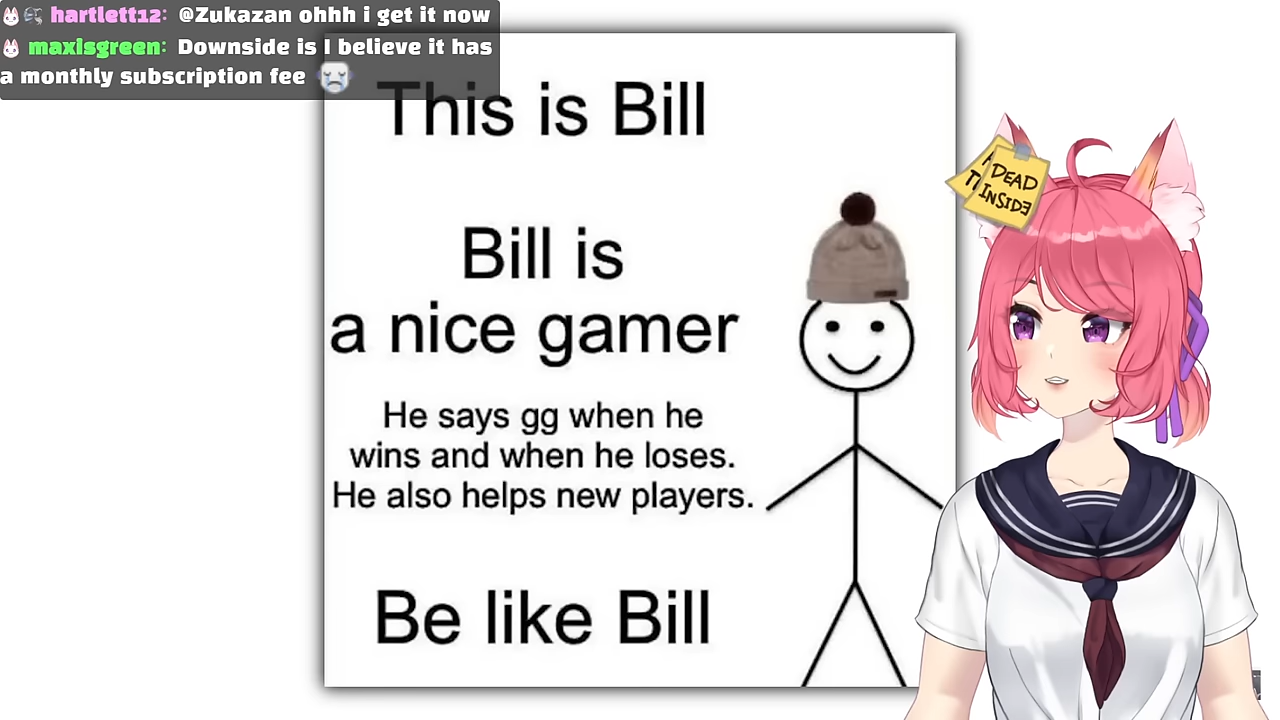 hartlett12: @Zukazan ohhh i get it now
maxisgreen: Downside is I believe it has
a monthly subscription fee
This is Bill
Bill is
a nice gamer
He says gg when he
wins and when he loses.
He also helps new players.
Be like Bill
DEAD
INSIDE